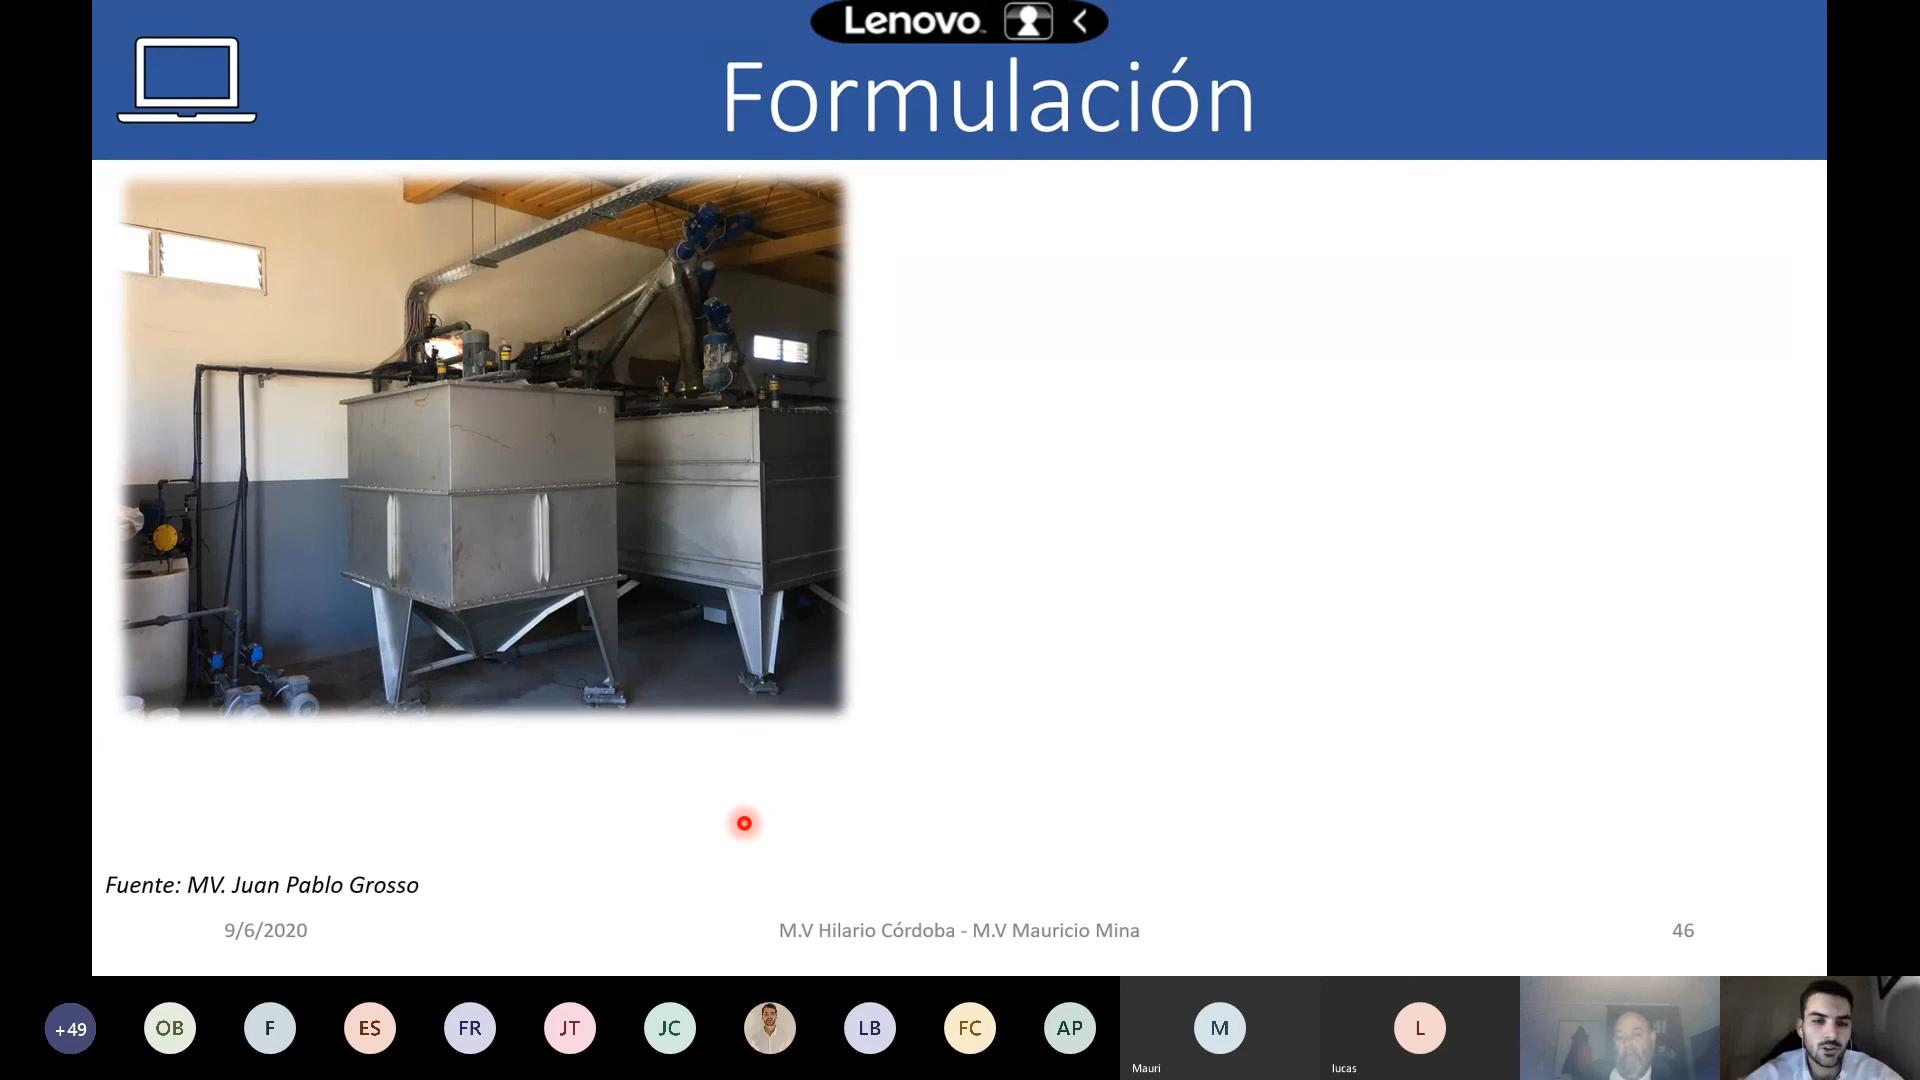 Lenovo
Formulación
Fuente: MV. Juan Pablo Grosso
9/6/2020
M.V Hilario Córdoba - M.V Mauricio Mina
46
+49
OB
F
ES
FR
JT
JC
LB
FC
AP
M
Mauri
L
lucas